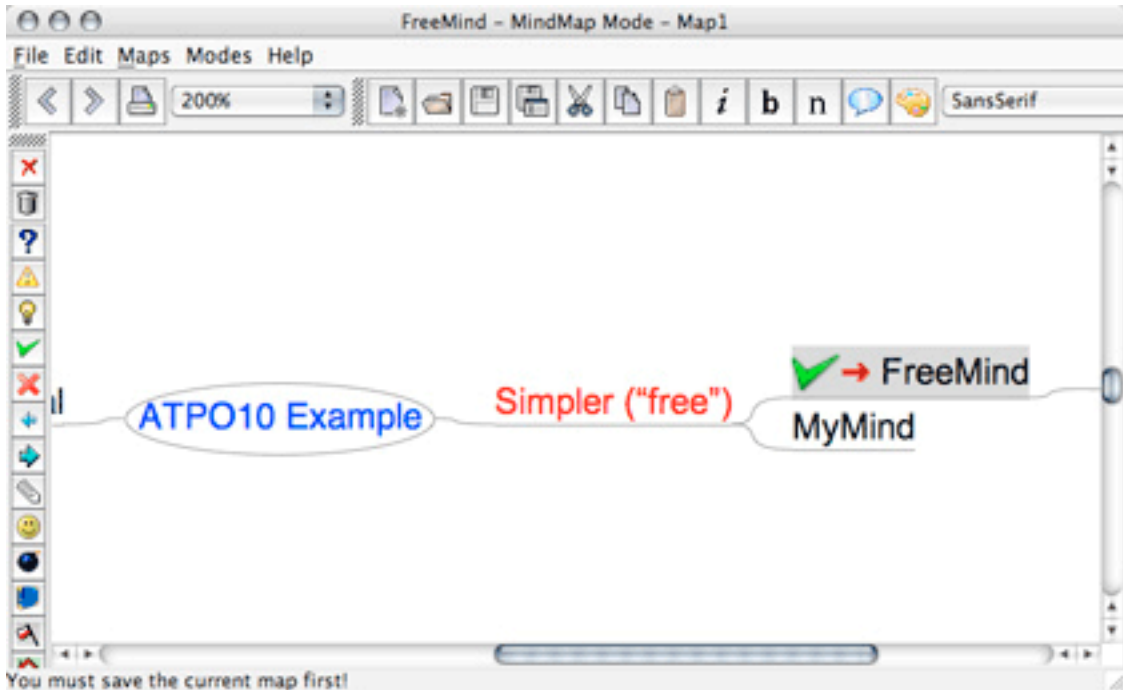 FreeMind - MindMap Mode - Map1
File Edit Maps Modes Help
200% i b n SansSerif
FreeMind
Simpler (“free”)
ATPO10 Example
MyMind
You must save the current map first!